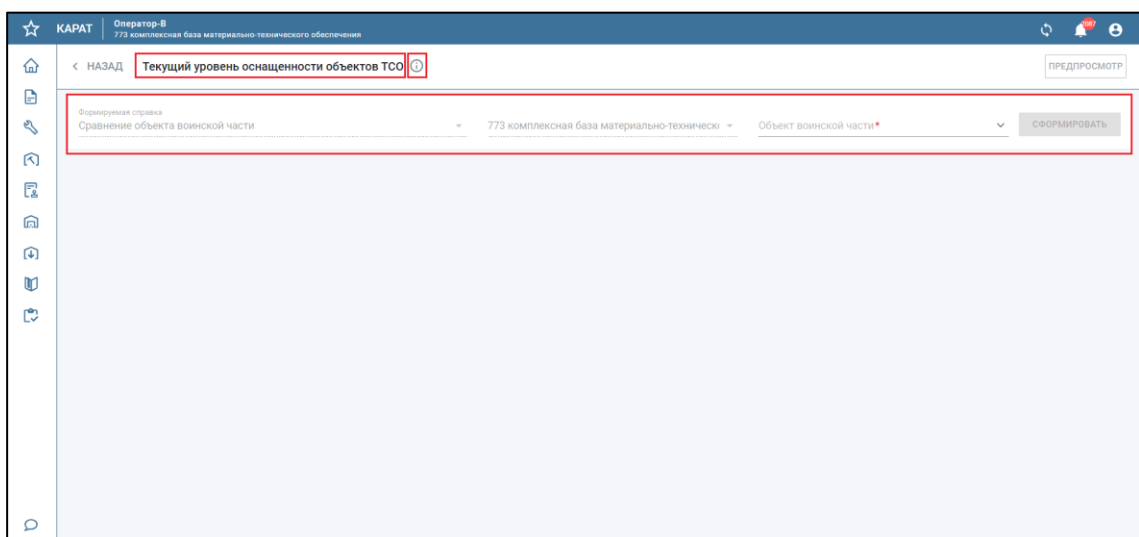 КАРАТ
Оператор-В
773 комплексная база материально-технического обеспечения
НАЗАД
Текущий уровень оснащенности объектов ТСО
ПРЕДПРОСМОТР
Формируемая справка
Сравнение объекта воинской части
773 комплексная база материально-техническ
Объект воинской части*
СФОРМИРОВАТЬ